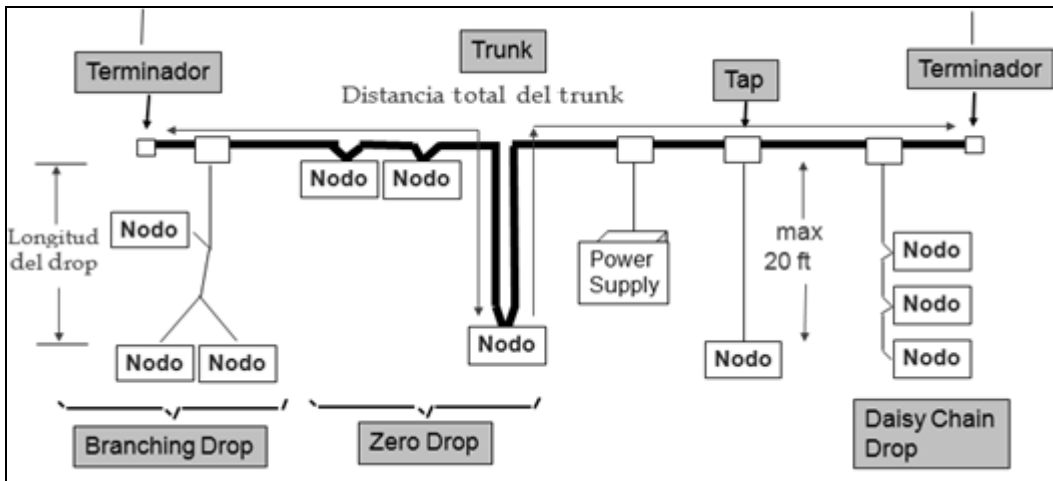 Trunk
Terminador
Tap
Terminador
Distancia total del trunk
Nodo
Nodo
Nodo
Longitud
del drop
max
20 ft
Power
Supply
Nodo
Nodo
Nodo
Nodo
Nodo
Nodo
Nodo
Nodo
Branching Drop
Zero Drop
Daisy Chain
Drop